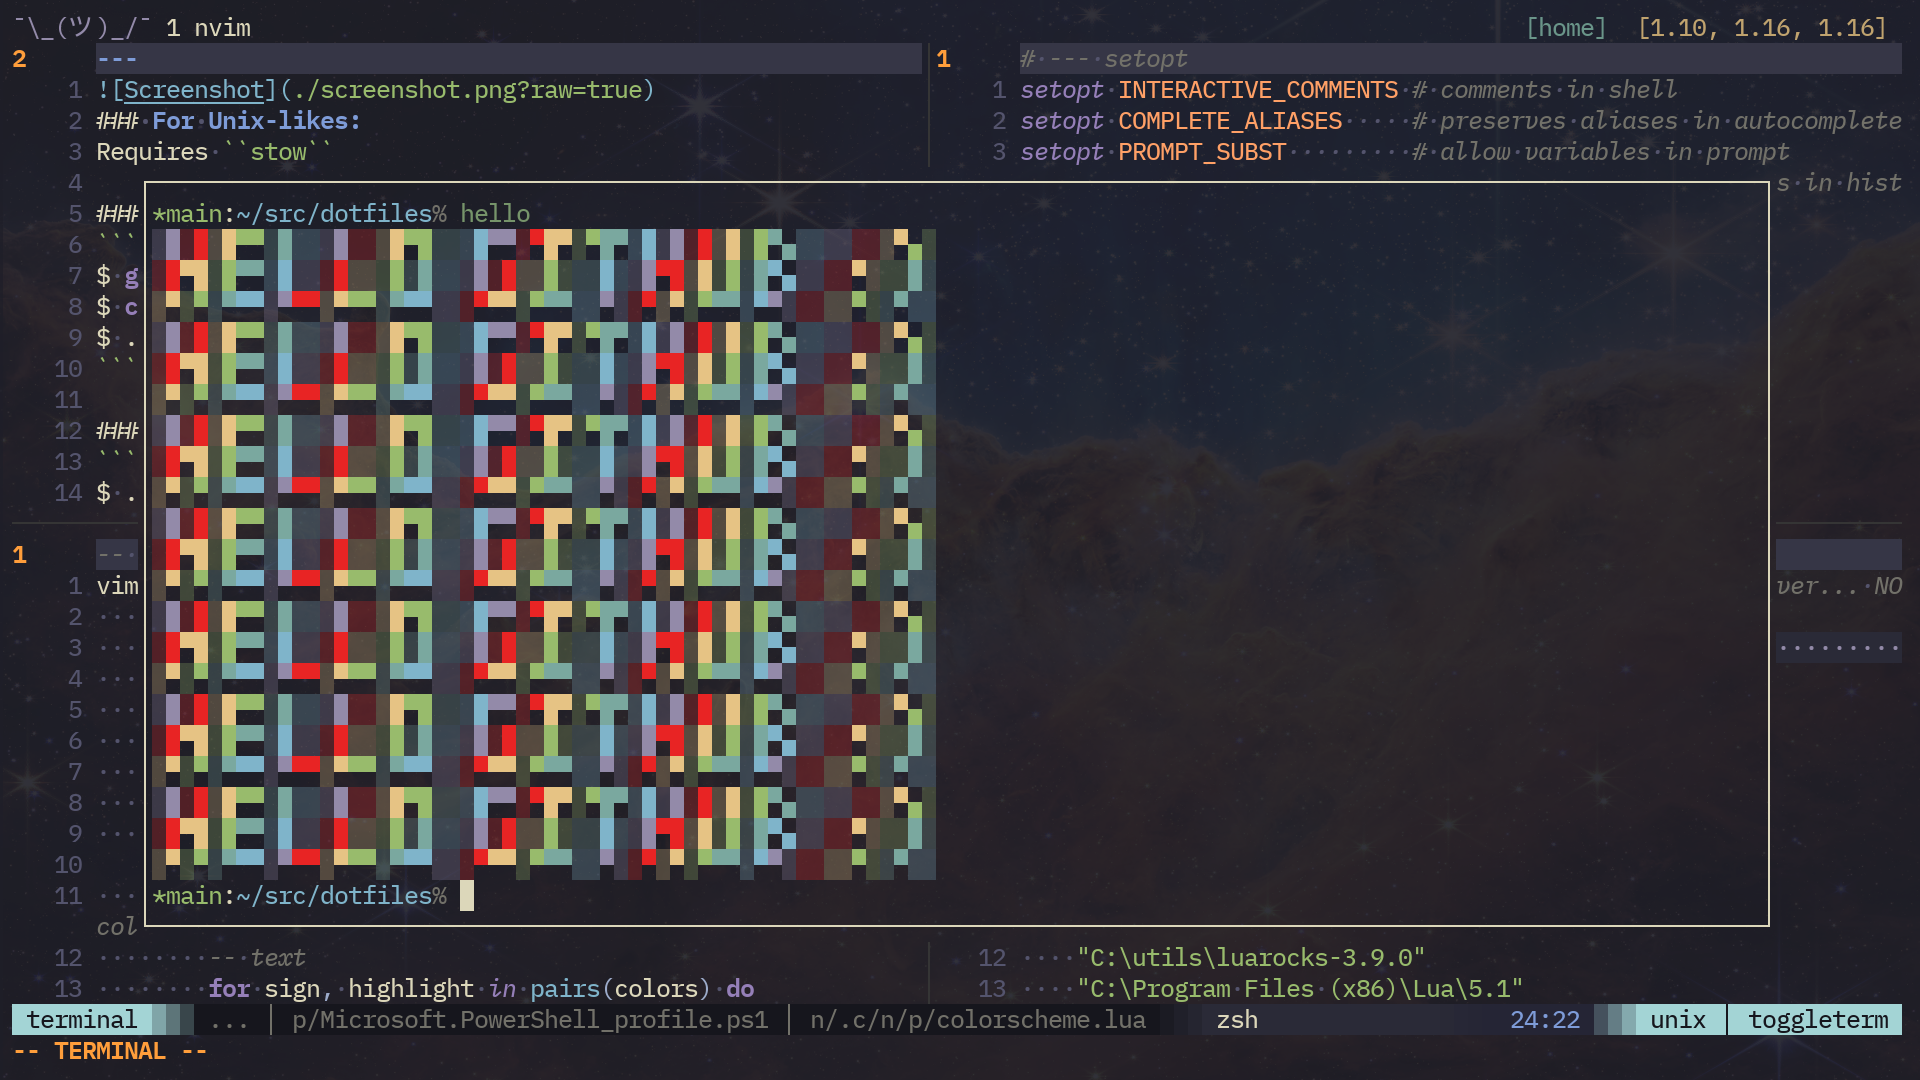 ¯\_(ツ)_/¯ 1 nvim [home] [1.10, 1.16, 1.16]
2 ---
1 ![Screenshot](./screenshot.png?raw=true)
2 ###·For·Unix-likes:
3 Requires·``stow``
4
5 ###
6 ```
7 $·g
8 $·c
9 $·.
10 ```
11
12 ###
13 ```
14 $·.
1 #·---·setopt
1 setopt·INTERACTIVE_COMMENTS·#·comments·in·shell
2 setopt·COMPLETE_ALIASES·····#·preserves·aliases·in·autocomplete
3 setopt·PROMPT_SUBST·········#·allow·variables·in·prompt
s·in·hist
*main:~/src/dotfiles% hello
*main:~/src/dotfiles%
1 --·
1 vim
2 ···
3 ···
4 ···
5 ···
6 ···
7 ···
8 ···
9 ···
10
11 ···
col
12 ········--·text
13 ········for·sign,·highlight·in·pairs(colors)·do
ver...·NO
·········
12 ····"C:\utils\luarocks-3.9.0"
13 ····"C:\Program·Files·(x86)\Lua\5.1"
terminal ... │ p/Microsoft.PowerShell_profile.ps1 │ n/.c/n/p/colorscheme.lua zsh 24:22 unix toggleterm
-- TERMINAL --